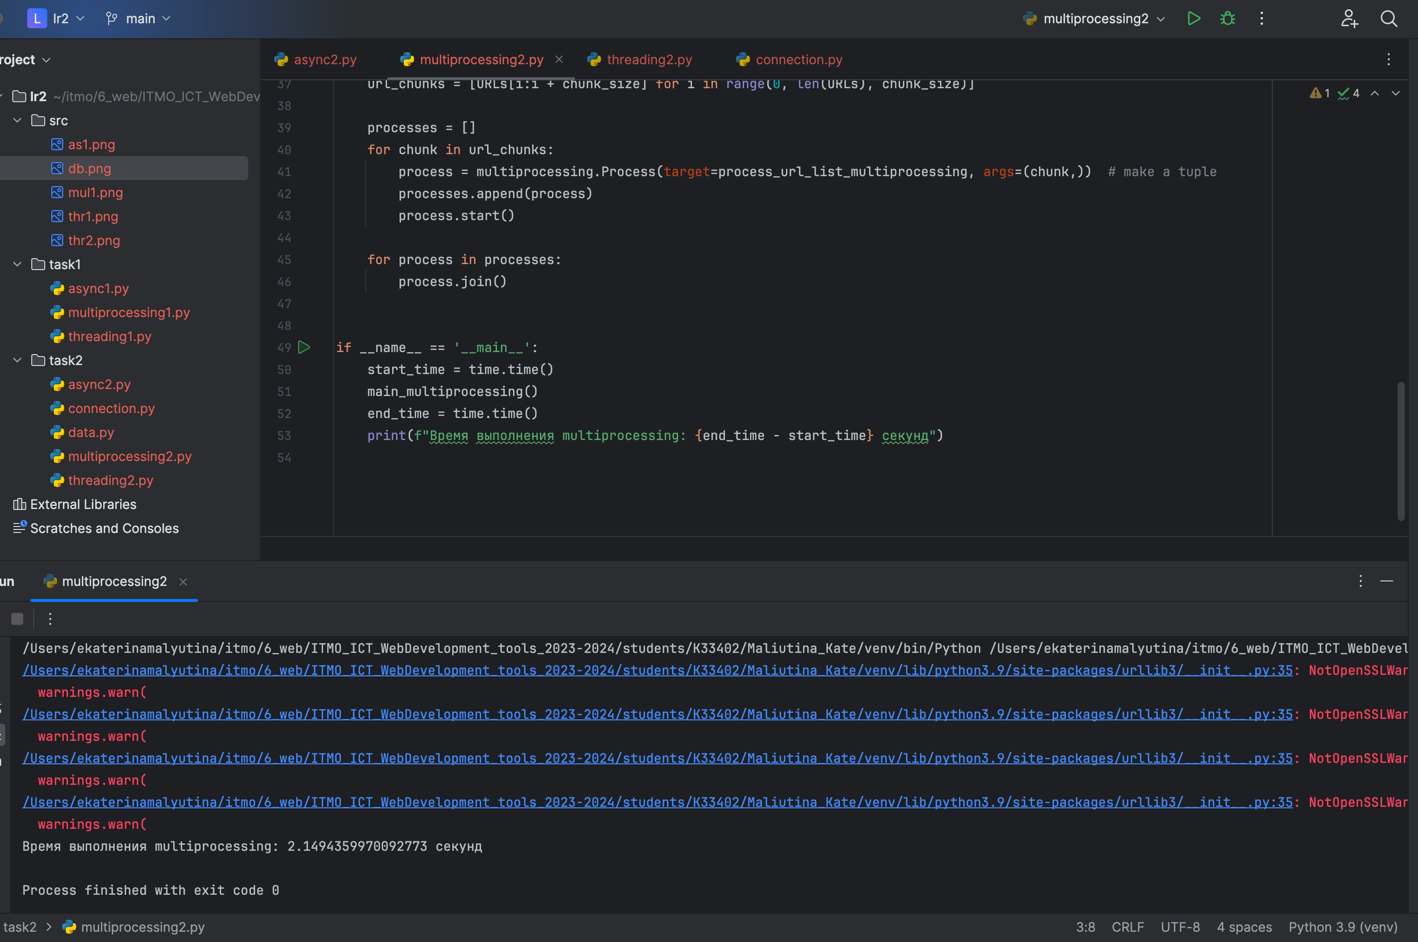 L lr2 main multiprocessing2
roject
async2.py multiprocessing2.py threading2.py connection.py
lr2 ~/itmo/6_web/ITMO_ICT_WebDev
src
as1.png
db.png
mul1.png
thr1.png
thr2.png
task1
async1.py
multiprocessing1.py
threading1.py
task2
async2.py
connection.py
data.py
multiprocessing2.py
threading2.py
External Libraries
Scratches and Consoles
1 4
37 url_chunks = [URLs[i:i + chunk_size] for i in range(0, len(URLs), chunk_size)]
38
39 processes = []
40 for chunk in url_chunks:
41 process = multiprocessing.Process(target=process_url_list_multiprocessing, args=(chunk,)) # make a tuple
42 processes.append(process)
43 process.start()
44
45 for process in processes:
46 process.join()
47
48
49 if __name__ == '__main__':
50 start_time = time.time()
51 main_multiprocessing()
52 end_time = time.time()
53 print(f"Время выполнения multiprocessing: {end_time - start_time} секунд")
54
un multiprocessing2
/Users/ekaterinamalyutina/itmo/6_web/ITMO_ICT_WebDevelopment_tools_2023-2024/students/K33402/Maliutina_Kate/venv/bin/Python /Users/ekaterinamalyutina/itmo/6_web/ITMO_ICT_WebDevel
/Users/ekaterinamalyutina/itmo/6_web/ITMO_ICT_WebDevelopment_tools_2023-2024/students/K33402/Maliutina_Kate/venv/lib/python3.9/site-packages/urllib3/__init__.py:35: NotOpenSSLWar
warnings.warn(
/Users/ekaterinamalyutina/itmo/6_web/ITMO_ICT_WebDevelopment_tools_2023-2024/students/K33402/Maliutina_Kate/venv/lib/python3.9/site-packages/urllib3/__init__.py:35: NotOpenSSLWar
warnings.warn(
/Users/ekaterinamalyutina/itmo/6_web/ITMO_ICT_WebDevelopment_tools_2023-2024/students/K33402/Maliutina_Kate/venv/lib/python3.9/site-packages/urllib3/__init__.py:35: NotOpenSSLWar
warnings.warn(
/Users/ekaterinamalyutina/itmo/6_web/ITMO_ICT_WebDevelopment_tools_2023-2024/students/K33402/Maliutina_Kate/venv/lib/python3.9/site-packages/urllib3/__init__.py:35: NotOpenSSLWar
warnings.warn(
Время выполнения multiprocessing: 2.1494359970092773 секунд
Process finished with exit code 0
task2 multiprocessing2.py 3:8 CRLF UTF-8 4 spaces Python 3.9 (venv)